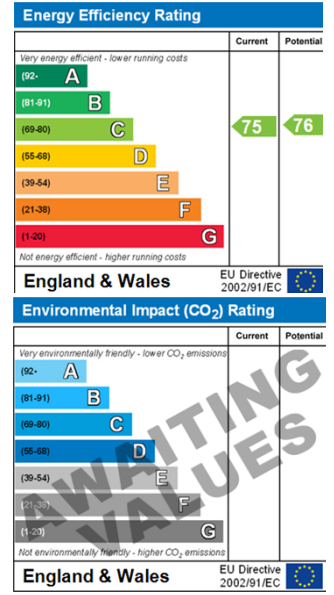 Energy Efficiency Rating
Current Potential
Very energy efficient - lower running costs
(92- A
(81-91) B
(69-80) C 75 76
(55-68) D
(39-54) E
(21-38) F
(1-20) G
Not energy efficient - higher running costs
England & Wales EU Directive
2002/91/EC
Environmental Impact (CO₂) Rating
Current Potential
Very environmentally friendly - lower CO₂ emissions
(92- A
(81-91) B
(69-80) C
(55-68) D
(39-54) E
(21-38) F
(1-20) G
AWAITING
VALUES
Not environmentally friendly - higher CO₂ emissions
England & Wales EU Directive
2002/91/EC